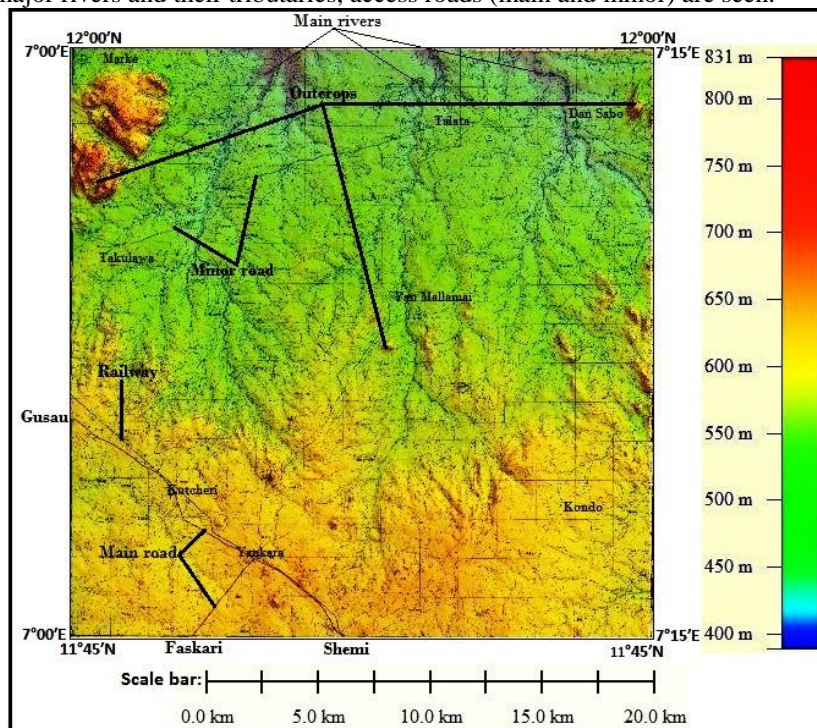 major rivers and their tributaries, access roads (main and minor) are seen.
Main rivers
12°00′N
12°00′N
7°00′E
7°15′E
Marke
Outcrops
Talata
Dan Sabo
Takulawa
Minor road
Yan Mallamai
Railway
Gusau
Kutcheri
Kondo
Main road
Yankara
7°00′E
7°15′E
11°45′N
Faskari
Shemi
11°45′N
831 m
800 m
750 m
700 m
650 m
600 m
550 m
500 m
450 m
400 m
Scale bar:
0.0 km
5.0 km
10.0 km
15.0 km
20.0 km